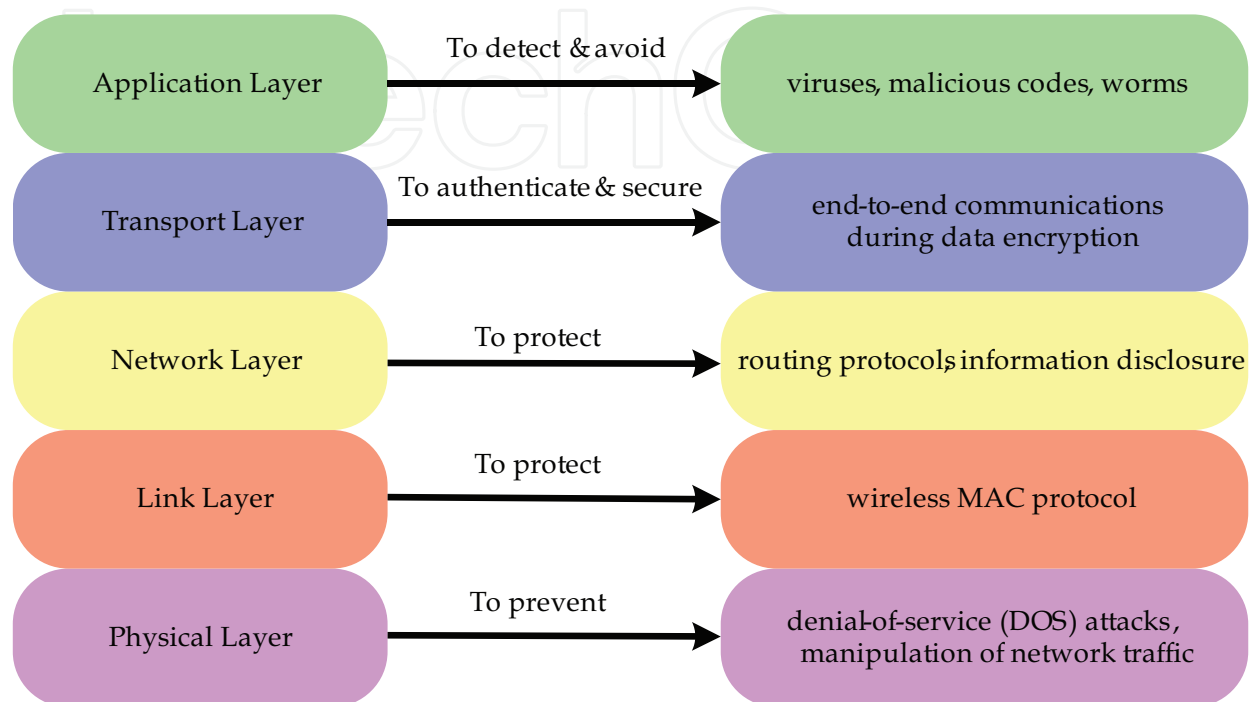 Application Layer
To detect & avoid
viruses, malicious codes, worms
Transport Layer
To authenticate & secure
end-to-end communications
during data encryption
Network Layer
To protect
routing protocols, information disclosure
Link Layer
To protect
wireless MAC protocol
Physical Layer
To prevent
denial-of-service (DOS) attacks,
manipulation of network traffic